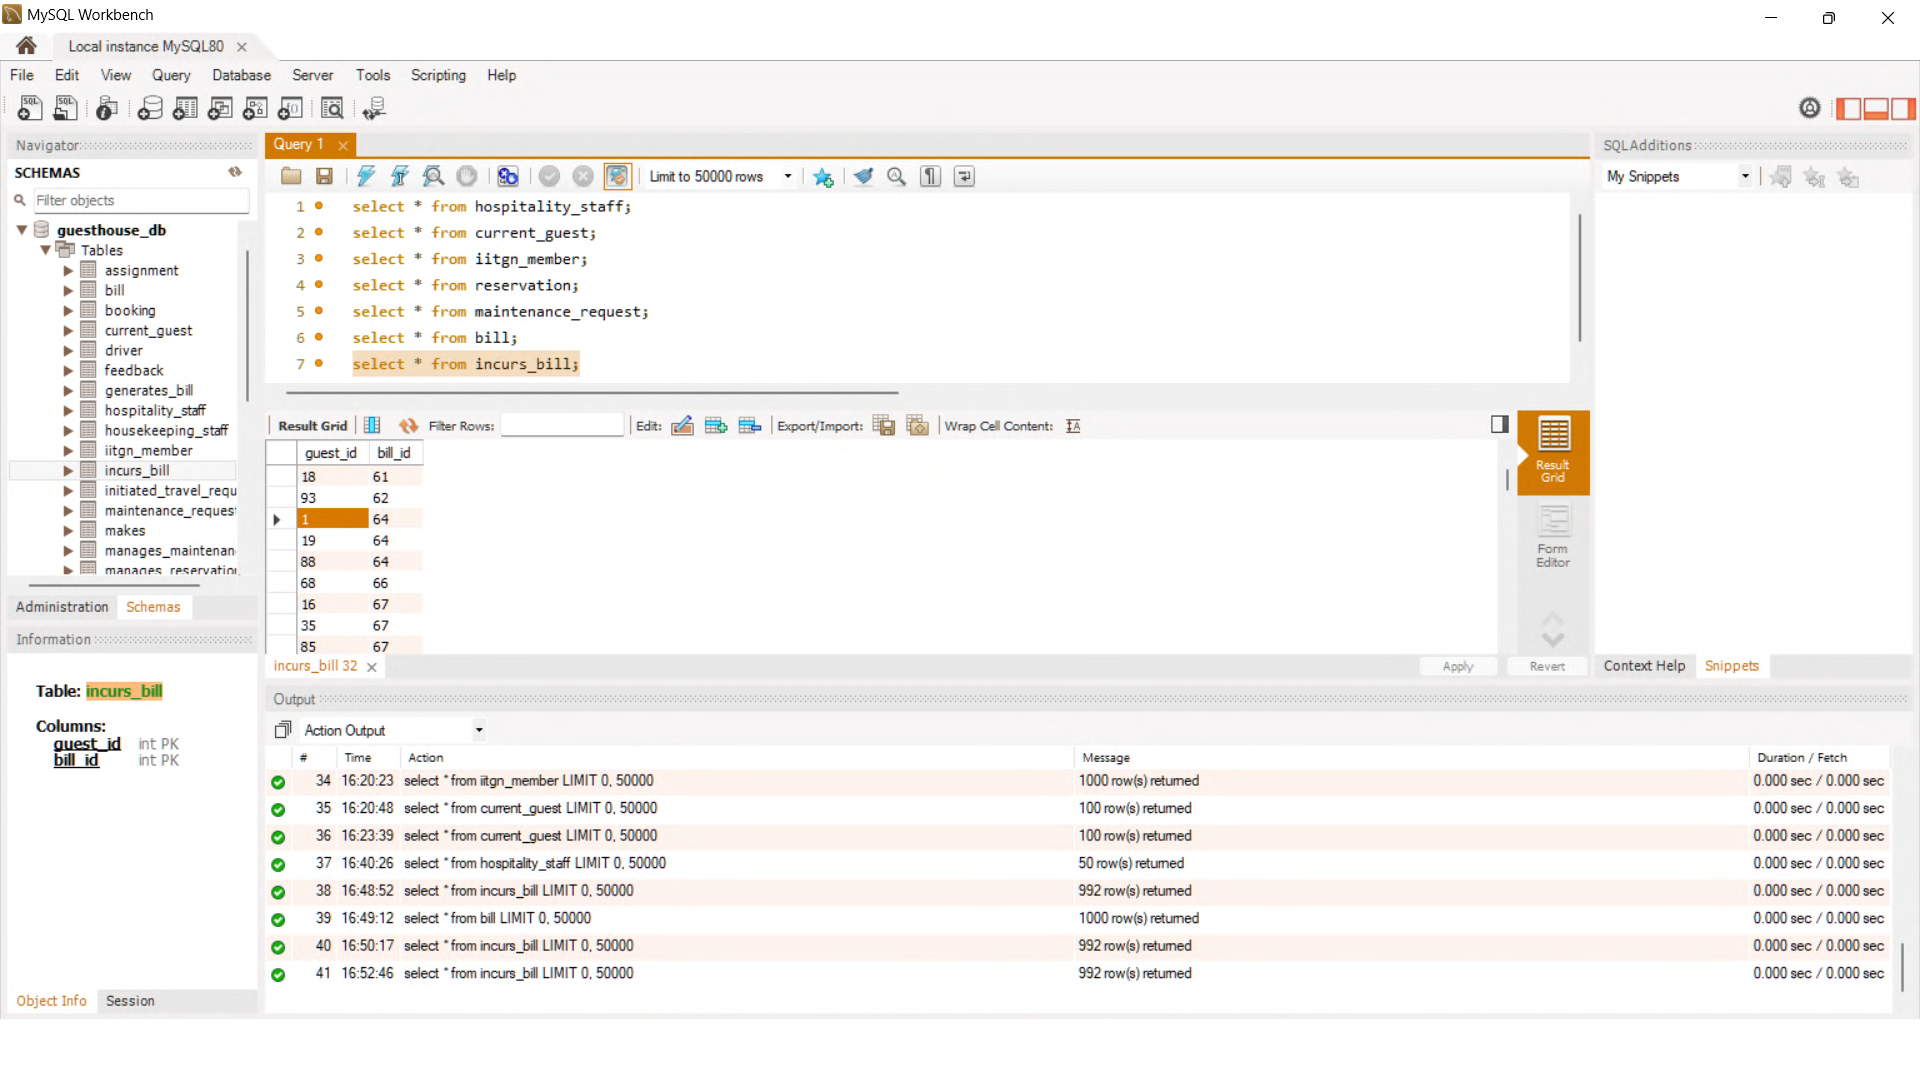 MySQL Workbench
Local instance MySQL80
File Edit View Query Database Server Tools Scripting Help
Navigator
SCHEMAS
Filter objects
guesthouse_db
Tables
assignment
bill
booking
current_guest
driver
feedback
generates_bill
hospitality_staff
housekeeping_staff
iitgn_member
incurs_bill
initiated_travel_requ
maintenance_reques
makes
manages_maintenan
manages_reservation
Administration Schemas
Information
Table: incurs_bill
Columns:
guest_id int PK
bill_id int PK
Object Info Session
Query 1
Limit to 50000 rows
1 select * from hospitality_staff;
2 select * from current_guest;
3 select * from iitgn_member;
4 select * from reservation;
5 select * from maintenance_request;
6 select * from bill;
7 select * from incurs_bill;
Result Grid Filter Rows: Edit: Export/Import: Wrap Cell Content:
guest_id bill_id
18 61
93 62
1 64
19 64
88 64
68 66
16 67
35 67
85 67
Result Grid
Form Editor
incurs_bill 32
Apply Revert
SQLAdditions
My Snippets
Context Help Snippets
Output
Action Output
# Time Action Message Duration / Fetch
34 16:20:23 select * from iitgn_member LIMIT 0, 50000 1000 row(s) returned 0.000 sec / 0.000 sec
35 16:20:48 select * from current_guest LIMIT 0, 50000 100 row(s) returned 0.000 sec / 0.000 sec
36 16:23:39 select * from current_guest LIMIT 0, 50000 100 row(s) returned 0.000 sec / 0.000 sec
37 16:40:26 select * from hospitality_staff LIMIT 0, 50000 50 row(s) returned 0.000 sec / 0.000 sec
38 16:48:52 select * from incurs_bill LIMIT 0, 50000 992 row(s) returned 0.000 sec / 0.000 sec
39 16:49:12 select * from bill LIMIT 0, 50000 1000 row(s) returned 0.000 sec / 0.000 sec
40 16:50:17 select * from incurs_bill LIMIT 0, 50000 992 row(s) returned 0.000 sec / 0.000 sec
41 16:52:46 select * from incurs_bill LIMIT 0, 50000 992 row(s) returned 0.000 sec / 0.000 sec